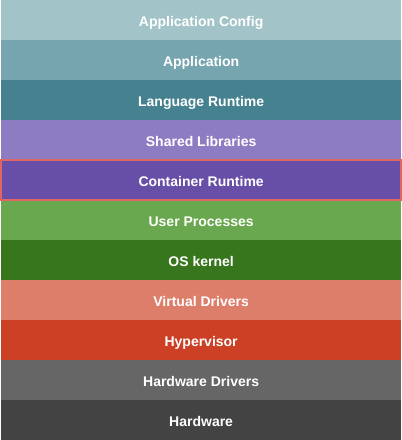 Application Config
Application
Language Runtime
Shared Libraries
Container Runtime
User Processes
OS kernel
Virtual Drivers
Hypervisor
Hardware Drivers
Hardware